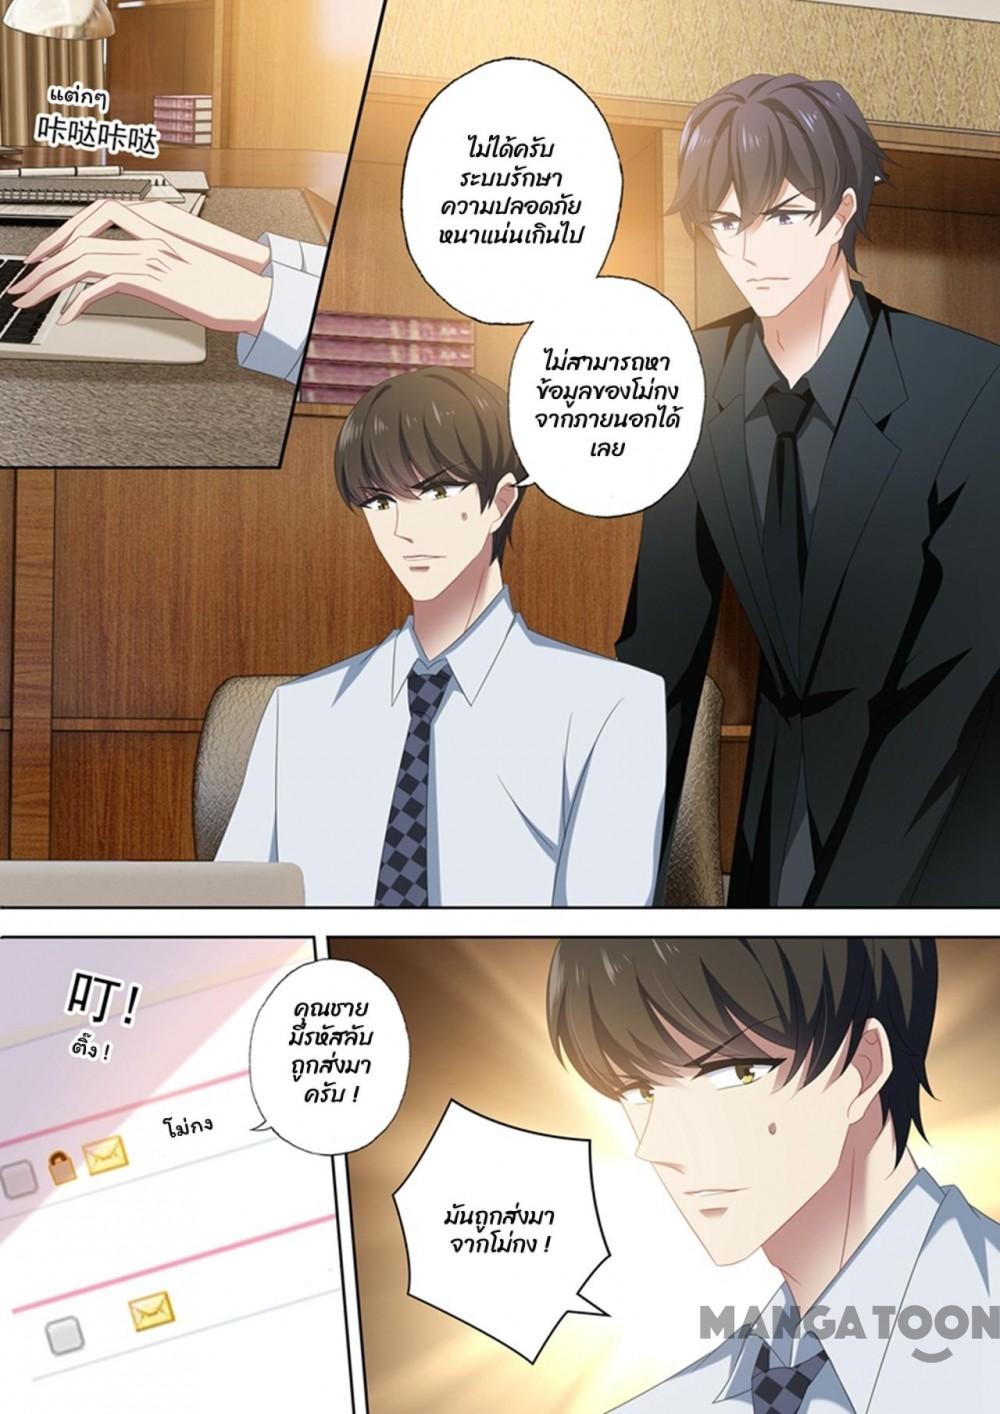 แต่กๆ
咔哒咔哒
ไม่ได้ครับ
ระบบรักษา
ความปลอดภัย
หนาแน่นเกินไป
ไม่สามารถหา
ข้อมูลของโม่กง
จากภายนอกได้
เลย
叮!
ติ๊ง !
โม่กง
คุณชาย
มีรหัสลับ
ถูกส่งมา
ครับ !
มันถูกส่งมา
จากโม่กง !
MANGATOON